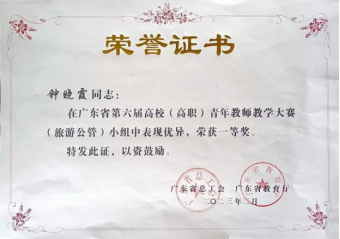 荣誉证书
钟晓霞同志：
在广东省第六届高校（高职）青年教师教学大赛
（旅游公管）小组中表现优异，荣获一等奖。
特发此证，以资鼓励。
广东省总工会 广东省教育厅
二〇二三年三月